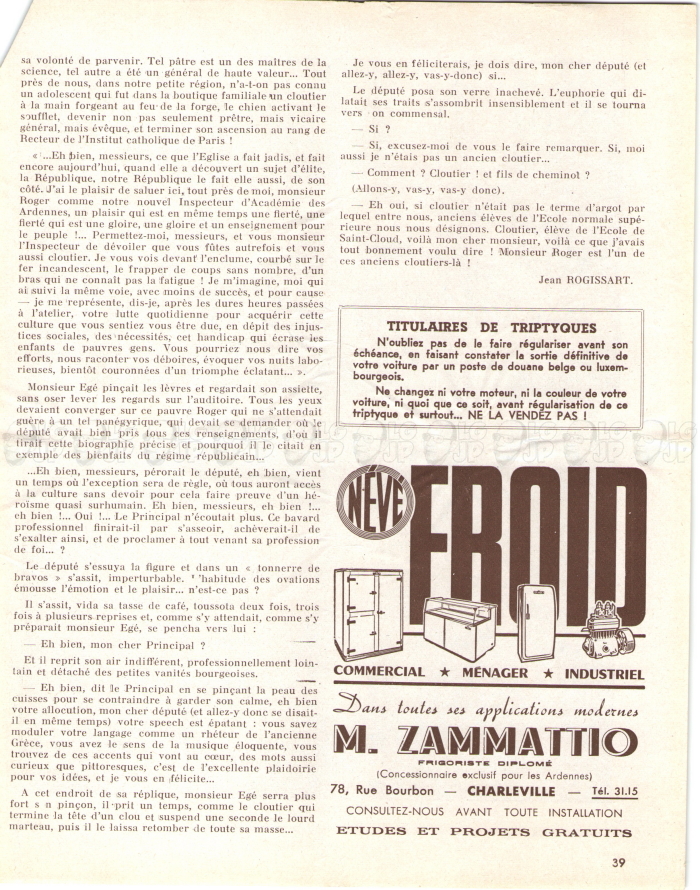 sa volonté de parvenir. Tel pâtre est un des maîtres de la
science, tel autre a été un général de haute valeur... Tout
près de nous, dans notre petite région, n'a-t-on pas connu
un adolescent qui fut dans la boutique familiale un cloutier
à la main forgeant au feu de la forge, le chien activant le
soufflet, devenir non pas seulement prêtre, mais vicaire
général, mais évêque, et terminer son ascension au rang de
Recteur de l'Institut catholique de Paris !
« ...Eh bien, messieurs, ce que l'Eglise a fait jadis, et fait
encore aujourd'hui, quand elle a découvert un sujet d'élite,
la République, notre République le fait elle aussi, de son
côté. J'ai le plaisir de saluer ici, tout près de moi, monsieur
Roger comme notre nouvel Inspecteur d'Académie des
Ardennes, un plaisir qui est en même temps une fierté, une
fierté qui est une gloire, une gloire et un enseignement pour
le peuple !... Permettez-moi, messieurs, et vous monsieur
l'Inspecteur de dévoiler que vous fûtes autrefois et vous
aussi cloutier. Je vous vois devant l'enclume, courbé sur le
fer incandescent, le frapper de coups sans nombre, d'un
bras qui ne connaît pas la fatigue ! Je m'imagine, moi qui
ai suivi la même voie, avec moins de succès, et pour cause
— je me représente, dis-je, après les dures heures passées
à l'atelier, votre lutte quotidienne pour acquérir cette
culture que vous sentiez vous être due, en dépit des injus-
tices sociales, des nécessités, cet handicap qui écrase les
enfants de pauvres gens. Vous pourriez nous dire vos
efforts, nous raconter vos déboires, évoquer vos nuits labo-
rieuses, bientôt couronnées d'un triomphe éclatant... ».
Monsieur Egé pinçait les lèvres et regardait son assiette,
sans oser lever les regards sur l'auditoire. Tous les yeux
devaient converger sur ce pauvre Roger qui ne s'attendait
guère à un tel panégyrique, qui devait se demander où le
député avait bien pris tous ces renseignements, d'où il
tirait cette biographie précise et pourquoi il le citait en
exemple des bienfaits du régime républicain...
...Eh bien, messieurs, pérorait le député, eh bien, vient
un temps où l'exception sera de règle, où tous auront accès
à la culture sans devoir pour cela faire preuve d'un hé-
roïsme quasi surhumain. Eh bien, messieurs, eh bien !...
eh bien !... Oui !... Le Principal n'écoutait plus. Ce bavard
professionnel finirait-il par s'asseoir, achèverait-il de
s'exalter ainsi, et de proclamer à tout venant sa profession
de foi... ?
Le député s'essuya la figure et dans un « tonnerre de
bravos » s'assit, imperturbable. l'habitude des ovations
émousse l'émotion et le plaisir... n'est-ce pas ?
Il s'assit, vida sa tasse de café, toussota deux fois, trois
fois à plusieurs reprises et, comme s'y attendait, comme s'y
préparait monsieur Egé, se pencha vers lui :
— Eh bien, mon cher Principal ?
Et il reprit son air indifférent, professionnellement loin-
tain et détaché des petites vanités bourgeoises.
— Eh bien, dit le Principal en se pinçant la peau des
cuisses pour se contraindre à garder son calme, eh bien
votre allocution, mon cher député (et allez-y donc se disait-
il en même temps) votre speech est épatant : vous savez
moduler votre langage comme un rhéteur de l'ancienne
Grèce, vous avez le sens de la musique éloquente, vous
trouvez de ces accents qui vont au cœur, des mots aussi
curieux que pittoresques, c'est de l'excellente plaidoirie
pour vos idées, et je vous en félicite...
A cet endroit de sa réplique, monsieur Egé serra plus
fort s n pinçon, il prit un temps, comme le cloutier qui
termine la tête d'un clou et suspend une seconde le lourd
marteau, puis il le laissa retomber de toute sa masse...
Je vous en féliciterais, je dois dire, mon cher député (et
allez-y, allez-y, vas-y-donc) si...
Le député posa son verre inachevé. L'euphorie qui di-
latait ses traits s'assombrit insensiblement et il se tourna
vers son commensal.
— Si ?
— Si, excusez-moi de vous le faire remarquer. Si, moi
aussi je n'étais pas un ancien cloutier...
— Comment ? Cloutier ! et fils de cheminot ?
(Allons-y, vas-y, vas-y donc).
— Eh oui, si cloutier n'était pas le terme d'argot par
lequel entre nous, anciens élèves de l'Ecole normale supé-
rieure nous nous désignons. Cloutier, élève de l'Ecole de
Saint-Cloud, voilà mon cher monsieur, voilà ce que j'avais
tout bonnement voulu dire ! Monsieur Roger est l'un de
ces anciens cloutiers-là !
Jean ROGISSART.
TITULAIRES DE TRIPTYQUES
N'oubliez pas de le faire régulariser avant son
échéance, en faisant constater la sortie définitive de
votre voiture par un poste de douane belge ou luxem-
bourgeois.
Ne changez ni votre moteur, ni la couleur de votre
voiture, ni quoi que ce soit, avant régularisation de ce
triptyque et surtout... NE LA VENDEZ PAS !
NÉVÉ
FROID
COMMERCIAL ★ MÉNAGER ★ INDUSTRIEL
Dans toutes ses applications modernes
M. ZAMMATTIO
FRIGORISTE DIPLOMÉ
(Concessionnaire exclusif pour les Ardennes)
78, Rue Bourbon — CHARLEVILLE — Tél. 31.15
CONSULTEZ-NOUS AVANT TOUTE INSTALLATION
ETUDES ET PROJETS GRATUITS
39